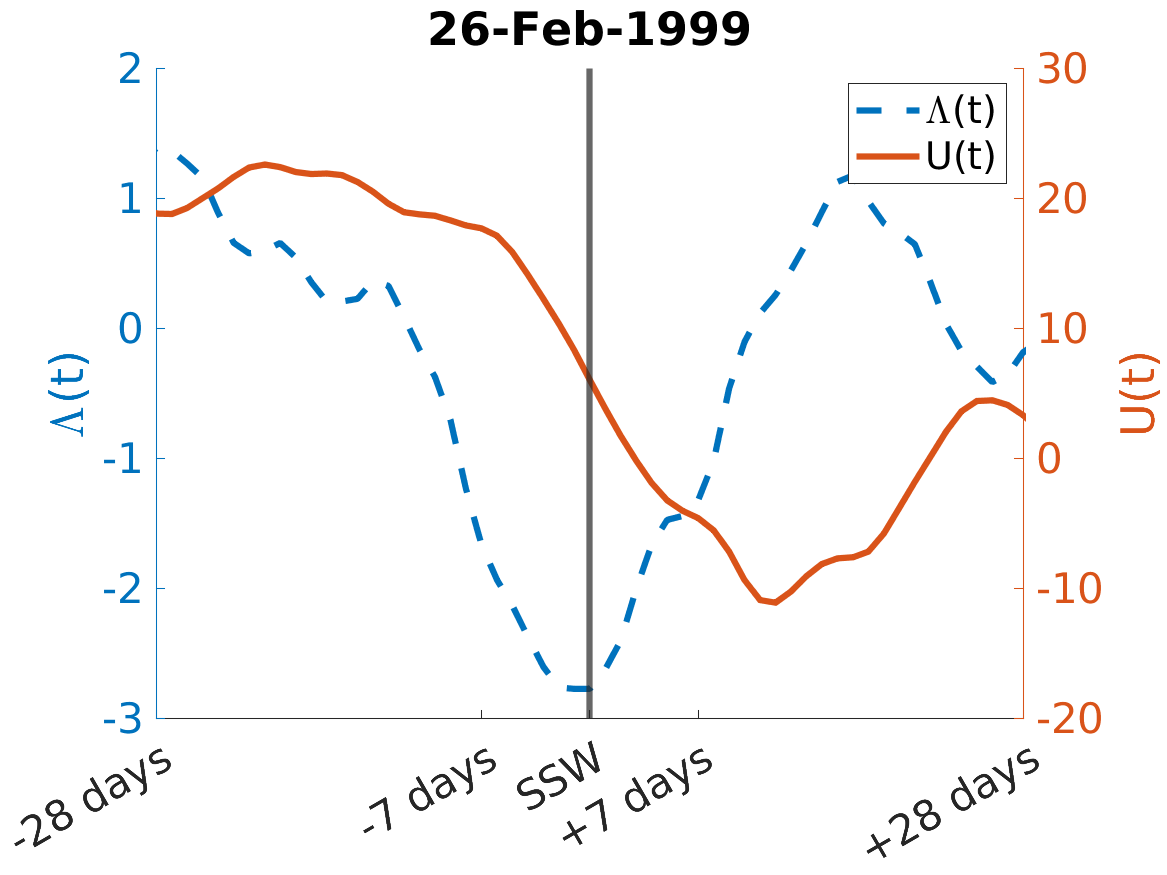 26-Feb-1999
2
1
0
-1
-2
-3
Λ(t)
30
20
10
0
-10
-20
U(t)
Λ(t)
U(t)
-28 days
-7 days
SSW
+7 days
+28 days